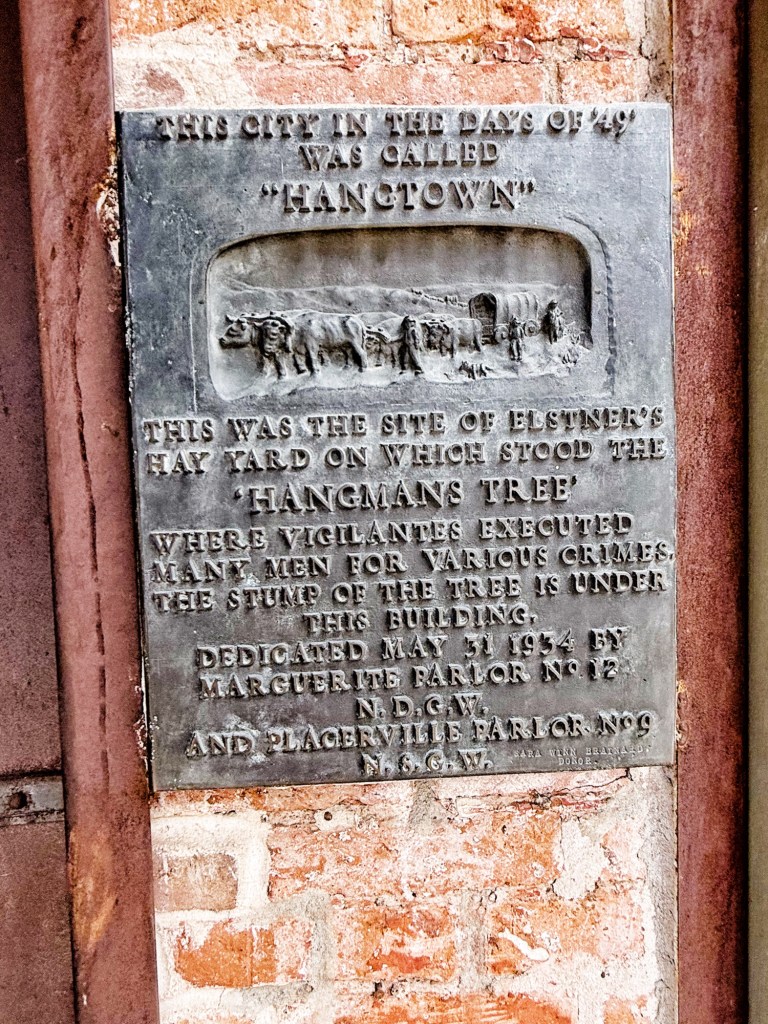 THIS CITY IN THE DAYS OF '49'
WAS CALLED
"HANGTOWN"
THIS WAS THE SITE OF ELSTNER'S
HAY YARD ON WHICH STOOD THE
'HANGMANS TREE'
WHERE VIGILANTES EXECUTED
MANY MEN FOR VARIOUS CRIMES.
THE STUMP OF THE TREE IS UNDER
THIS BUILDING.
DEDICATED MAY 31 1934 BY
MARGUERITE PARLOR No 12
N. D. G. W.
AND PLACERVILLE PARLOR No 9
N. S. G. W.
WINN
DONOR.